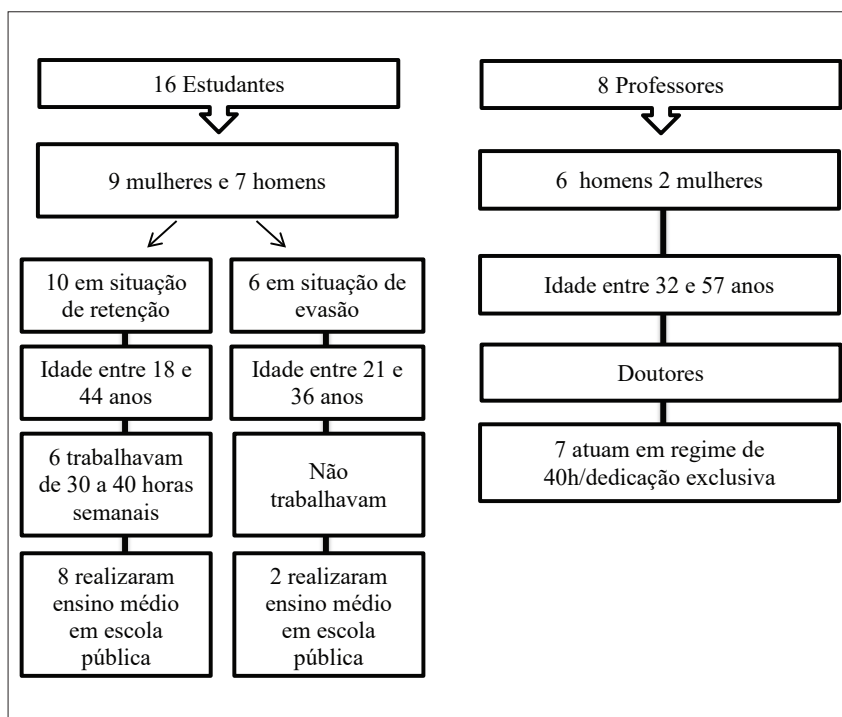 16 Estudantes
9 mulheres e 7 homens
10 em situação
de retenção
Idade entre 18 e
44 anos
6 trabalhavam
de 30 a 40 horas
semanais
8 realizaram
ensino médio
em escola
pública
6 em situação de
evasão
Idade entre 21 e
36 anos
Não
trabalhavam
2 realizaram
ensino médio
em escola
pública
8 Professores
6 homens 2 mulheres
Idade entre 32 e 57 anos
Doutores
7 atuam em regime de
40h/dedicação exclusiva